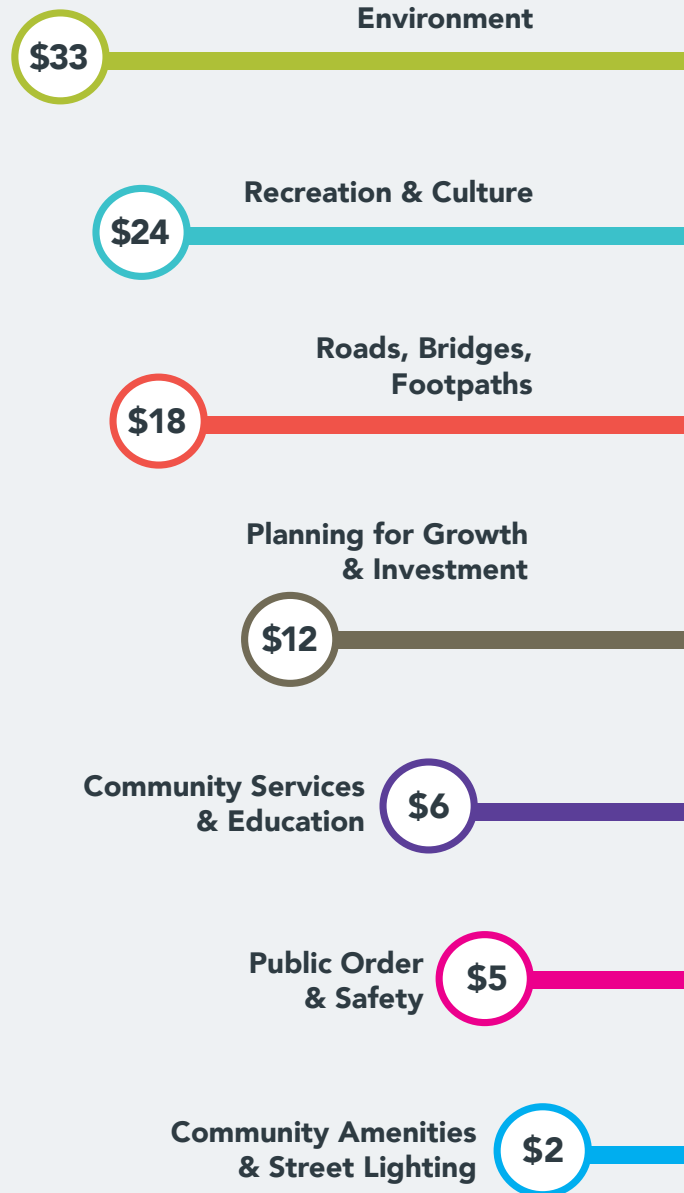 Environment
$33
Recreation & Culture
$24
Roads, Bridges,
Footpaths
$18
Planning for Growth
& Investment
$12
Community Services
& Education
$6
Public Order
& Safety
$5
Community Amenities
& Street Lighting
$2